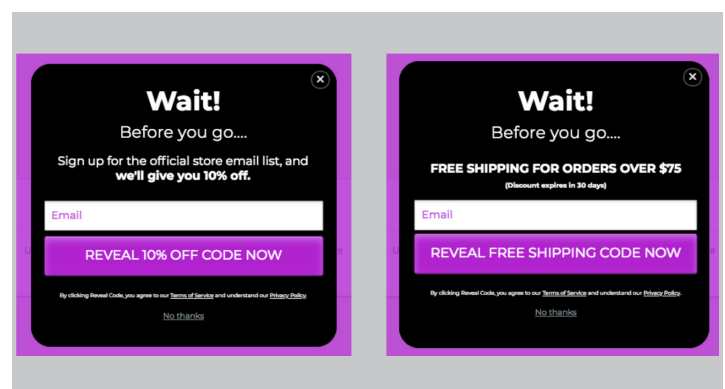 Wait!
Before you go....
Sign up for the official store email list, and
we'll give you 10% off.
Email
REVEAL 10% OFF CODE NOW
By clicking Reveal Code, you agree to our Terms of Service and understand our Privacy Policy.
No thanks
Wait!
Before you go....
FREE SHIPPING FOR ORDERS OVER $75
(Discount expires in 30 days)
Email
REVEAL FREE SHIPPING CODE NOW
By clicking Reveal Code, you agree to our Terms of Service and understand our Privacy Policy.
No thanks